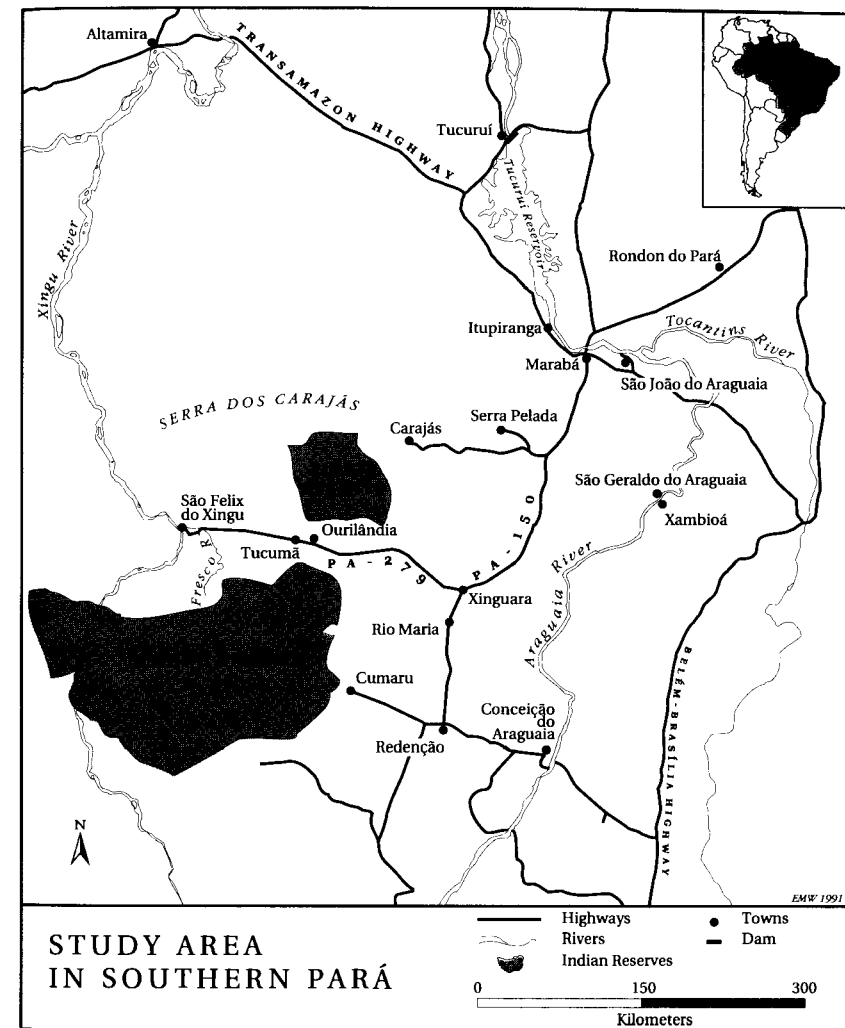 Altamira
TRANSAMAZON HIGHWAY
Tucuruí
Tucuruí Reservoir
Xingu River
Rondon do Pará
Itupiranga
Tocantins River
Marabá
São João do Araguaia
SERRA DOS CARAJÁS
Serra Pelada
Carajás
São Geraldo do Araguaia
Xambioá
São Felix
do Xingu
Ourilândia
Tucumã
PA-279
PA-150
Fresco R.
Xinguara
Araguaia River
Rio Maria
Cumaru
Conceição
do
Araguaia
Redenção
BELÉM-BRASÍLIA HIGHWAY
N
EMW 1991
STUDY AREA
IN SOUTHERN PARÁ
Highways
Towns
Rivers
Dam
Indian Reserves
0 150 300
Kilometers